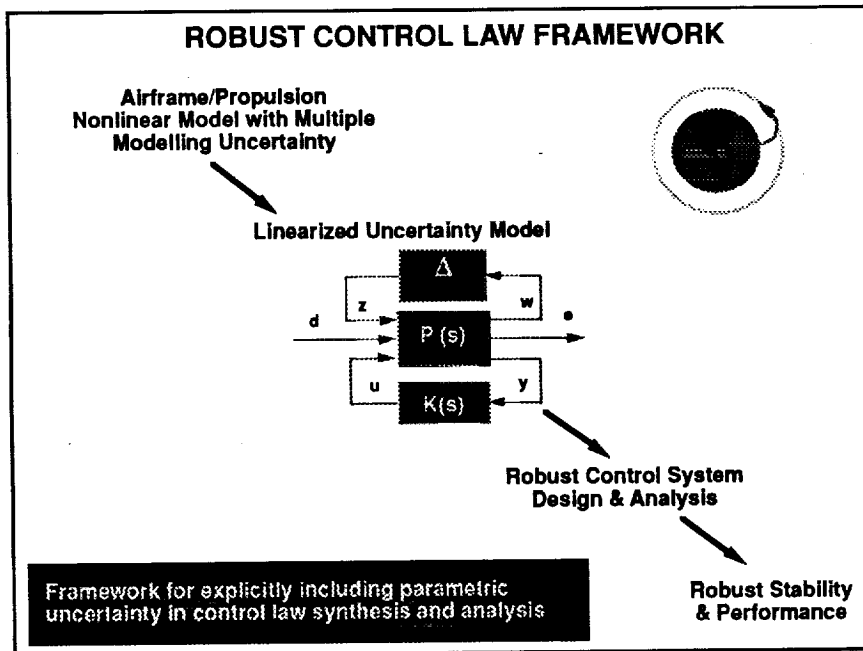 ROBUST CONTROL LAW FRAMEWORK
Airframe/Propulsion
Nonlinear Model with Multiple
Modelling Uncertainty
Linearized Uncertainty Model
Δ
z
w
d
e
P(s)
u
y
K(s)
Robust Control System
Design & Analysis
Framework for explicitly including parametric
uncertainty in control law synthesis and analysis
Robust Stability
& Performance